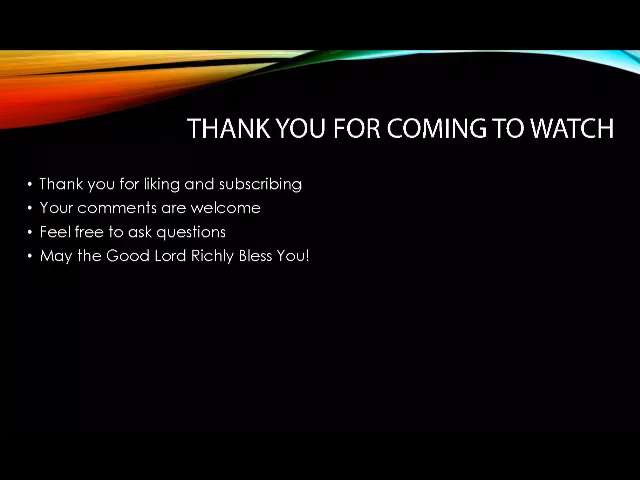 THANK YOU FOR COMING TO WATCH
• Thank you for liking and subscribing
• Your comments are welcome
• Feel free to ask questions
• May the Good Lord Richly Bless You!